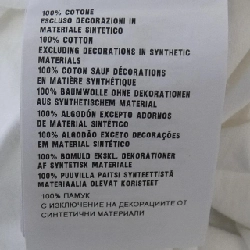 100% COTONE
ESCLUSO DECORAZIONI IN
MATERIALE SINTETICO
100% COTTON
EXCLUDING DECORATIONS IN SYNTHETIC
MATERIALS
100% COTON SAUF DÉCORATIONS
EN MATIÈRE SYNTHÉTIQUE
100% BAUMWOLLE OHNE DEKORATIONEN
AUS SYNTHETISCHEM MATERIAL
100% ALGODÓN EXCEPTO ADORNOS
DE MATERIAL SINTÉTICO
100% ALGODÃO EXCETO DECORAÇÕES
EM MATERIAL SINTÉTICO
100% BOMULD EKSKL. DEKORATIONER
AF SYNTETISK MATERIALE
100% PUUVILLA PAITSI SYNTEETTISTÄ
MATERIAALIA OLEVAT KORISTEET
100% ПАМУК
С ИЗКЛЮЧЕНИЕ НА ДЕКОРАЦИИТЕ ОТ
СИНТЕТИЧНИ МАТЕРИАЛИ